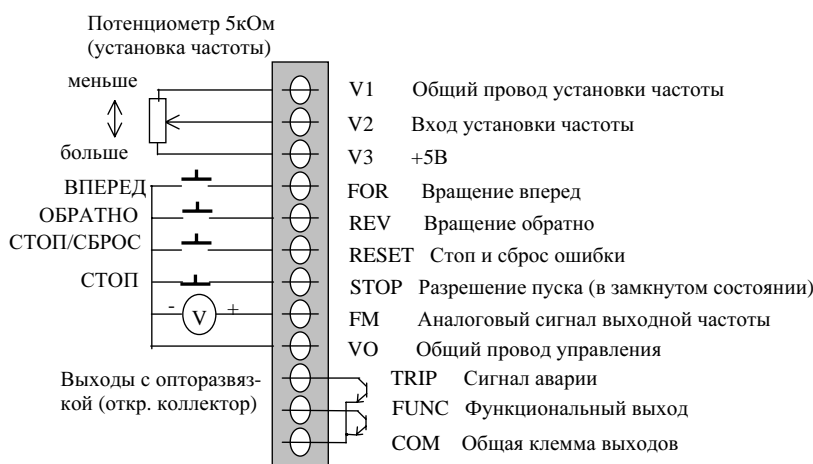 Потенциометр 5кОм
(установка частоты)
меньше
больше
V1 Общий провод установки частоты
V2 Вход установки частоты
V3 +5В
ВПЕРЕД
FOR Вращение вперед
ОБРАТНО
REV Вращение обратно
СТОП/СБРОС
RESET Стоп и сброс ошибки
СТОП
STOP Разрешение пуска (в замкнутом состоянии)
- V +
FM Аналоговый сигнал выходной частоты
VO Общий провод управления
Выходы с опторазвяз-
кой (откр. коллектор)
TRIP Сигнал аварии
FUNC Функциональный выход
COM Общая клемма выходов